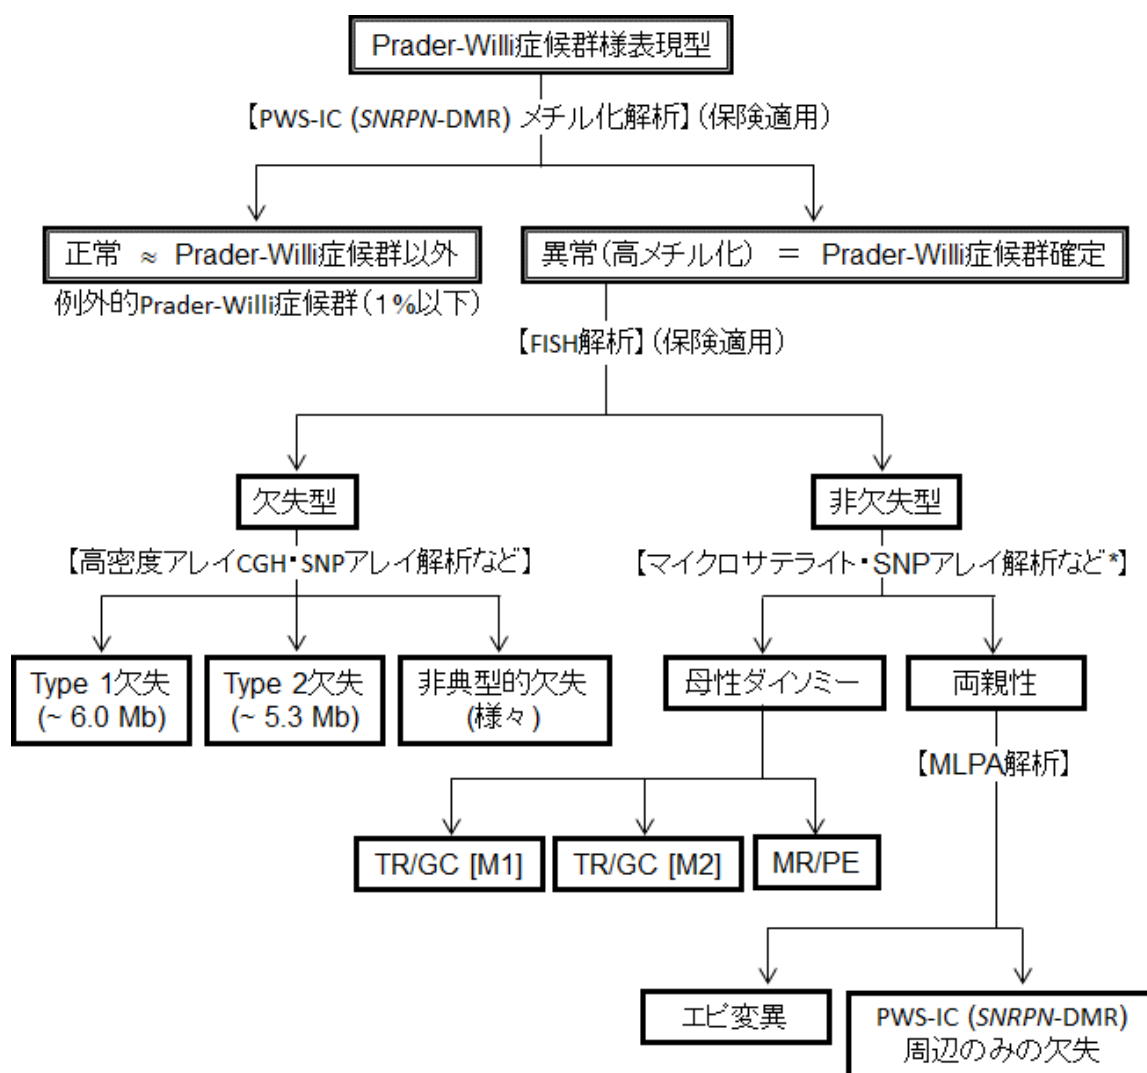 Prader-Willi症候群様表現型
【PWS-IC (SNRPN-DMR) メチル化解析】(保険適用)
正常 ≈ Prader-Willi症候群以外
異常(高メチル化) = Prader-Willi症候群確定
例外的Prader-Willi症候群(1%以下)
【FISH解析】(保険適用)
欠失型
非欠失型
【高密度アレイCGH・SNPアレイ解析など】
【マイクロサテライト・SNPアレイ解析など*】
Type 1欠失
(~ 6.0 Mb)
Type 2欠失
(~ 5.3 Mb)
非典型的欠失
(様々)
母性ダイソミー
両親性
【MLPA解析】
TR/GC [M1]
TR/GC [M2]
MR/PE
エピ変異
PWS-IC (SNRPN-DMR)
周辺のみの欠失